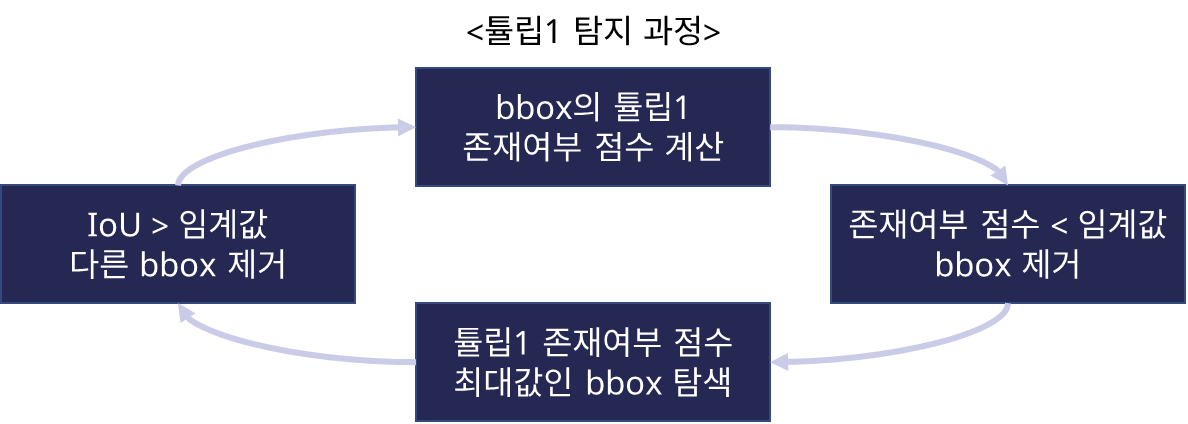 <튤립1 탐지 과정>
bbox의 튤립1
존재여부 점수 계산
존재여부 점수 < 임계값
bbox 제거
튤립1 존재여부 점수
최대값인 bbox 탐색
IoU > 임계값
다른 bbox 제거